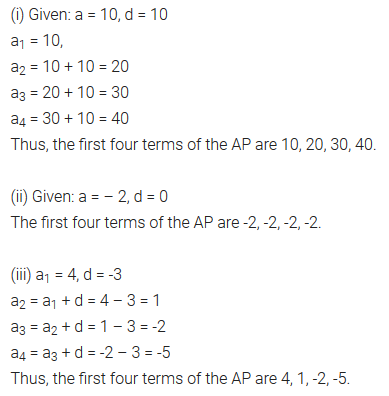 (i) Given: a = 10, d = 10
a₁ = 10,
a₂ = 10 + 10 = 20
a₃ = 20 + 10 = 30
a₄ = 30 + 10 = 40
Thus, the first four terms of the AP are 10, 20, 30, 40.
(ii) Given: a = – 2, d = 0
The first four terms of the AP are -2, -2, -2, -2.
(iii) a₁ = 4, d = -3
a₂ = a₁ + d = 4 – 3 = 1
a₃ = a₂ + d = 1 – 3 = -2
a₄ = a₃ + d = -2 – 3 = -5
Thus, the first four terms of the AP are 4, 1, -2, -5.